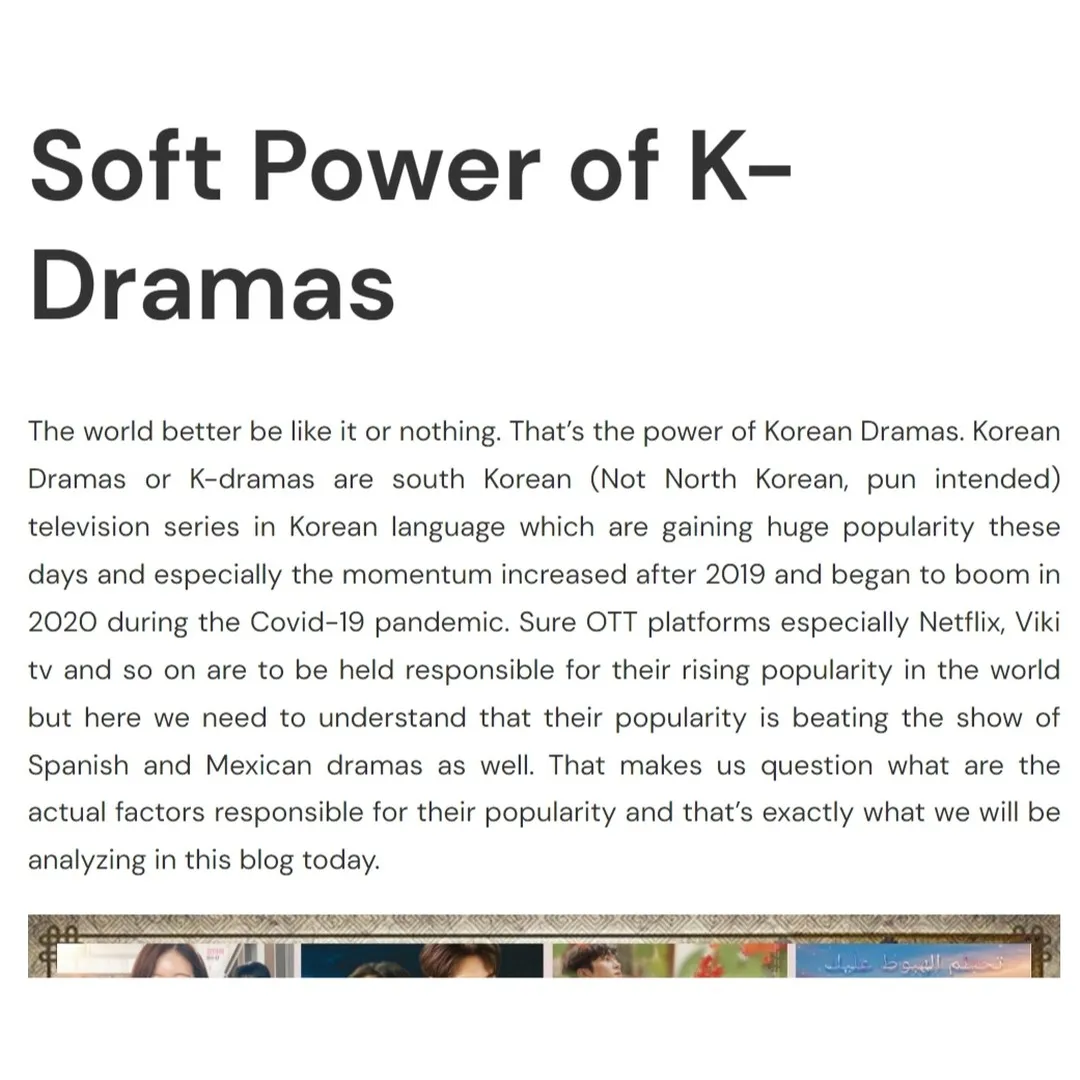 Soft Power of K-
Dramas
The world better be like it or nothing. That’s the power of Korean Dramas. Korean
Dramas or K-dramas are south Korean (Not North Korean, pun intended)
television series in Korean language which are gaining huge popularity these
days and especially the momentum increased after 2019 and began to boom in
2020 during the Covid-19 pandemic. Sure OTT platforms especially Netflix, Viki
tv and so on are to be held responsible for their rising popularity in the world
but here we need to understand that their popularity is beating the show of
Spanish and Mexican dramas as well. That makes us question what are the
actual factors responsible for their popularity and that’s exactly what we will be
analyzing in this blog today.
تحتم الهبوط عليك